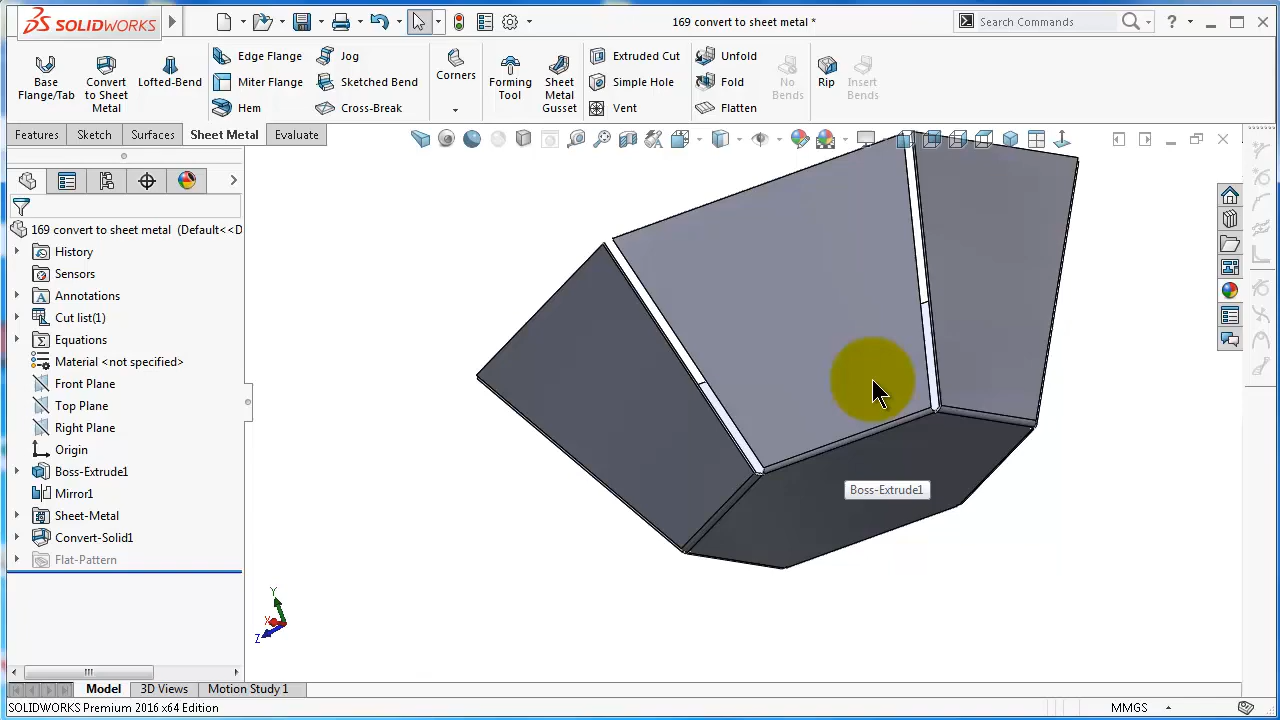 SOLIDWORKS
169 convert to sheet metal *
Search Commands
?
Base Flange/Tab
Convert to Sheet Metal
Lofted-Bend
Edge Flange
Miter Flange
Hem
Jog
Sketched Bend
Cross-Break
Corners
Forming Tool
Sheet Metal Gusset
Extruded Cut
Simple Hole
Vent
Unfold
Fold
Flatten
No Bends
Rip
Insert Bends
Features
Sketch
Surfaces
Sheet Metal
Evaluate
169 convert to sheet metal (Default<<D
History
Sensors
Annotations
Cut list(1)
Equations
Material <not specified>
Front Plane
Top Plane
Right Plane
Origin
Boss-Extrude1
Mirror1
Sheet-Metal
Convert-Solid1
Flat-Pattern
Boss-Extrude1
Y
X
Z
Model
3D Views
Motion Study 1
SOLIDWORKS Premium 2016 x64 Edition
MMGS